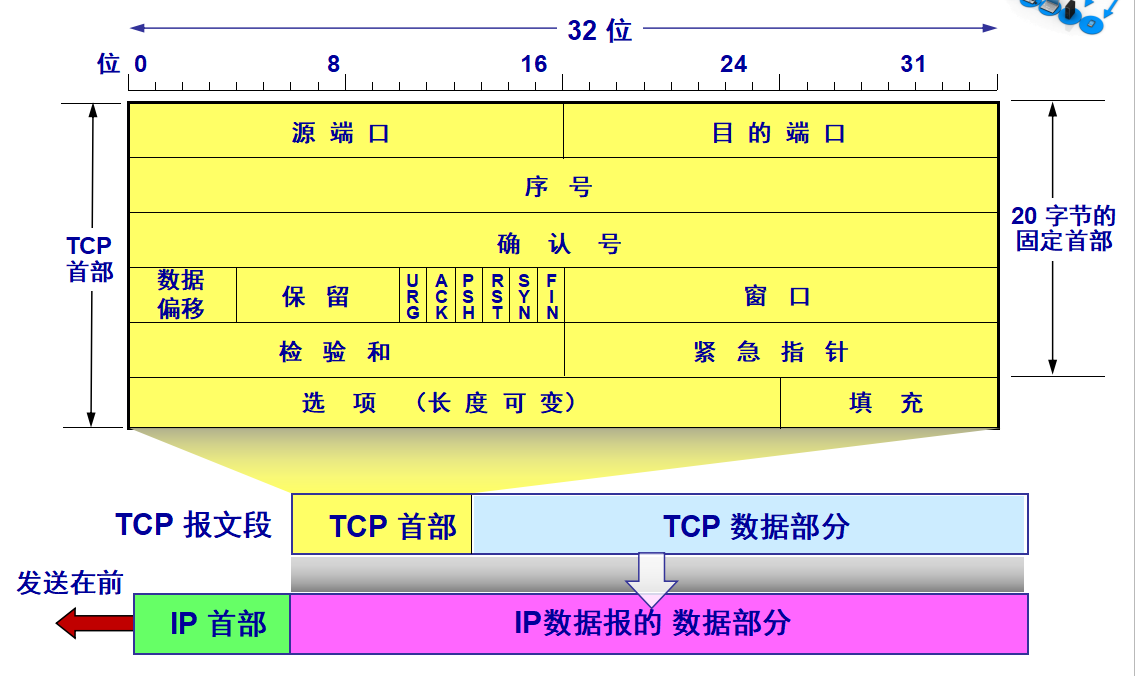 32 位
位 0 8 16 24 31
源 端 口 目 的 端 口
序 号
确 认 号
TCP
首部
20 字节的
固定首部
数据
偏移
保 留
URG
ACK
PSH
RST
SYN
FIN
窗 口
检 验 和 紧 急 指 针
选 项 （长 度 可 变） 填 充
TCP 报文段 TCP 首部 TCP 数据部分
发送在前
IP 首部 IP数据报的 数据部分